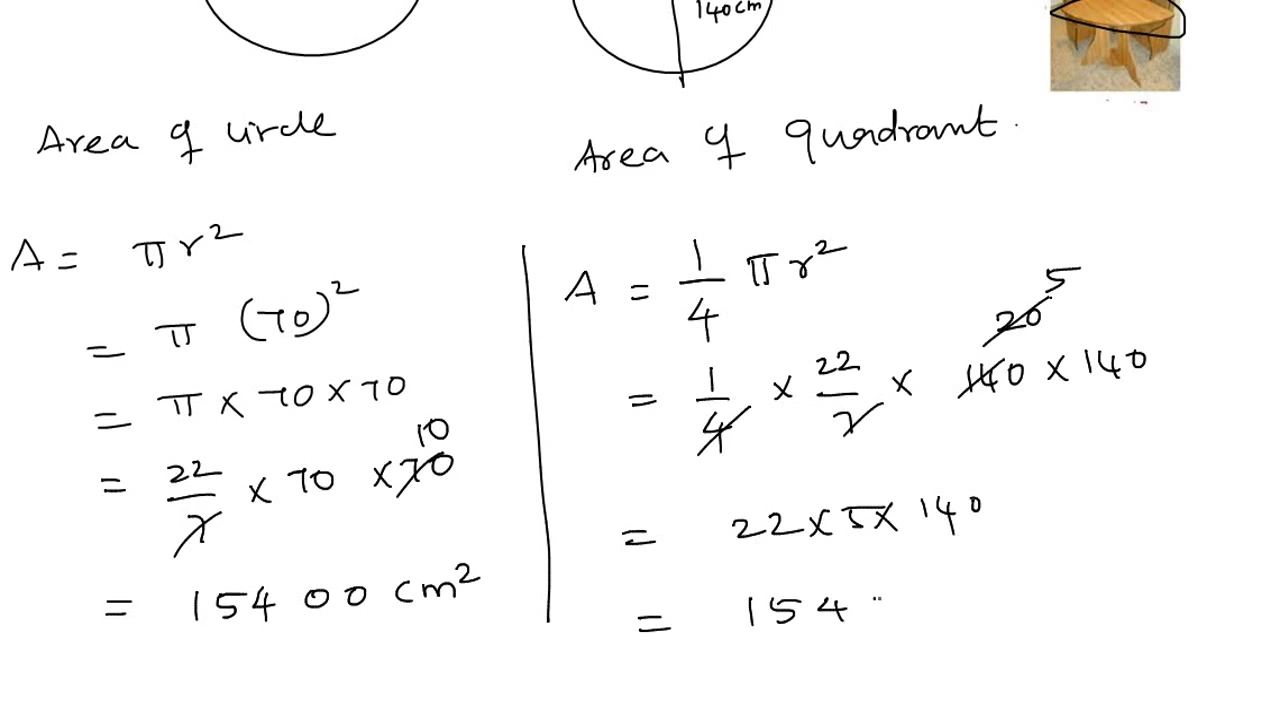 140cm
Area of circle
A = πr²
= π (70)²
= π × 70 × 70
10
= 22/7 × 70 × 70
= 15400 cm²
Area of quadrant.
A = 1/4 πr²
5
20
= 1/4 × 22/7 × 140 × 140
= 22 × 5 × 140
= 154